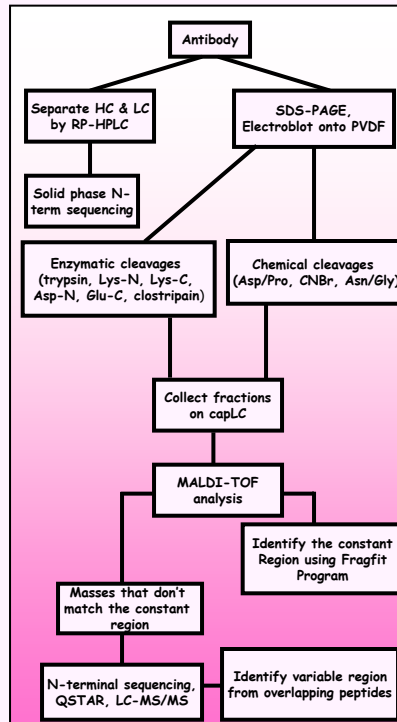 Antibody
Separate HC & LC
by RP-HPLC
SDS-PAGE,
Electroblot onto PVDF
Solid phase N-
term sequencing
Enzymatic cleavages
(trypsin, Lys-N, Lys-C,
Asp-N, Glu-C, clostripain)
Chemical cleavages
(Asp/Pro, CNBr, Asn/Gly)
Collect fractions
on capLC
MALDI-TOF
analysis
Identify the constant
Region using Fragfit
Program
Masses that don't
match the constant
region
N-terminal sequencing,
QSTAR, LC-MS/MS
Identify variable region
from overlapping peptides